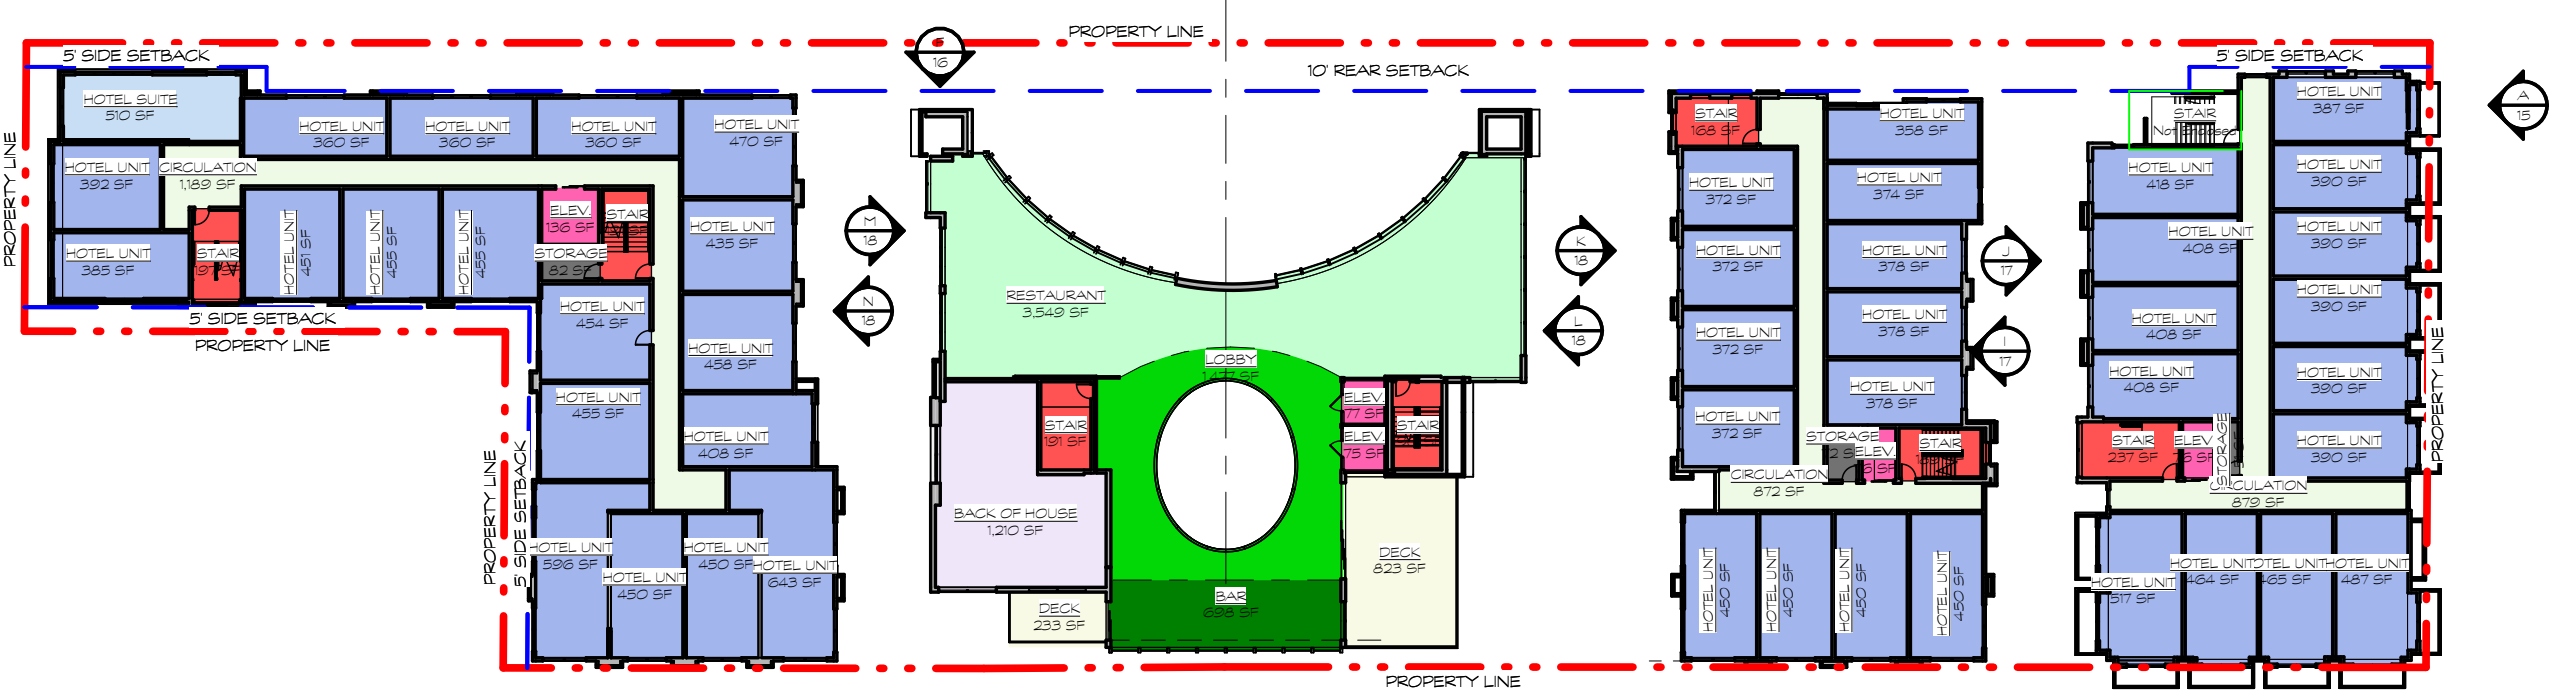 PROPERTY LINE
5' SIDE SETBACK
10' REAR SETBACK
5' SIDE SETBACK
16
A
15
PROPERTY LINE
HOTEL SUITE
510 SF
HOTEL UNIT
360 SF
HOTEL UNIT
360 SF
HOTEL UNIT
360 SF
HOTEL UNIT
470 SF
HOTEL UNIT
392 SF
CIRCULATION
1,189 SF
HOTEL UNIT
385 SF
STAIR
HOTEL UNIT
451 SF
HOTEL UNIT
455 SF
HOTEL UNIT
455 SF
ELEV.
136 SF
STAIR
STORAGE
82 SF
HOTEL UNIT
435 SF
5' SIDE SETBACK
PROPERTY LINE
HOTEL UNIT
454 SF
HOTEL UNIT
458 SF
HOTEL UNIT
455 SF
HOTEL UNIT
408 SF
PROPERTY LINE
5' SIDE SETBACK
HOTEL UNIT
596 SF
HOTEL UNIT
450 SF
HOTEL UNIT
450 SF
HOTEL UNIT
643 SF
M
18
N
18
RESTAURANT
3,549 SF
LOBBY
1,477 SF
STAIR
191 SF
ELEV.
77 SF
ELEV.
75 SF
STAIR
BACK OF HOUSE
1,210 SF
DECK
823 SF
DECK
233 SF
BAR
698 SF
K
18
L
18
STAIR
168 SF
HOTEL UNIT
358 SF
HOTEL UNIT
372 SF
HOTEL UNIT
374 SF
HOTEL UNIT
372 SF
HOTEL UNIT
378 SF
HOTEL UNIT
372 SF
HOTEL UNIT
378 SF
HOTEL UNIT
372 SF
HOTEL UNIT
378 SF
STORAGE
ELEV.
STAIR
CIRCULATION
872 SF
HOTEL UNIT
450 SF
HOTEL UNIT
450 SF
HOTEL UNIT
450 SF
HOTEL UNIT
450 SF
J
17
I
17
STAIR
Not Enclosed
HOTEL UNIT
387 SF
HOTEL UNIT
418 SF
HOTEL UNIT
390 SF
HOTEL UNIT
408 SF
HOTEL UNIT
390 SF
HOTEL UNIT
408 SF
HOTEL UNIT
390 SF
HOTEL UNIT
408 SF
HOTEL UNIT
390 SF
STAIR
237 SF
ELEV
STORAGE
HOTEL UNIT
390 SF
CIRCULATION
879 SF
HOTEL UNIT
517 SF
HOTEL UNIT
464 SF
HOTEL UNIT
465 SF
HOTEL UNIT
487 SF
PROPERTY LINE
PROPERTY LINE